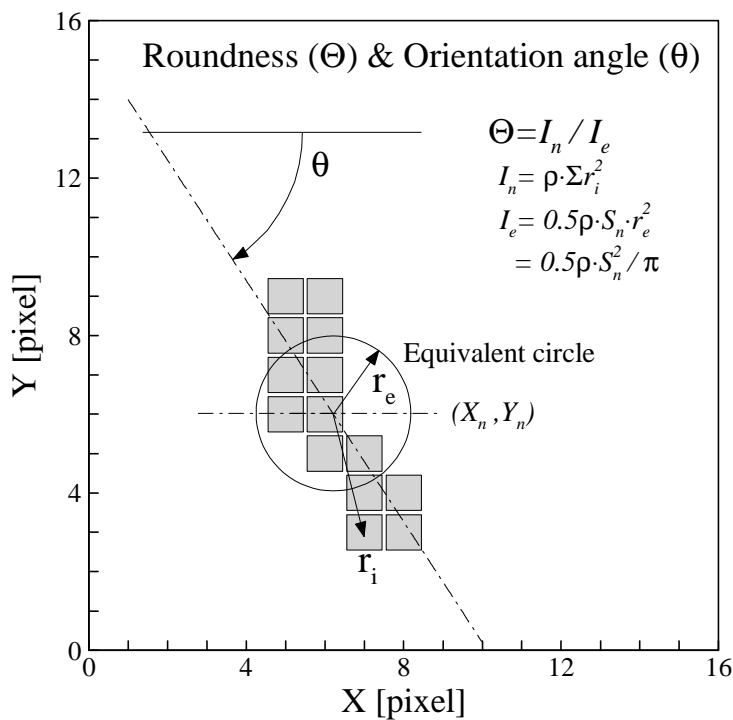 Roundness (Θ) & Orientation angle (θ)
Θ=I_n / I_e
I_n= ρ·Σr_i^2
I_e= 0.5ρ·S_n·r_e^2
= 0.5ρ·S_n^2 / π
θ
Equivalent circle
r_e
(X_n ,Y_n)
r_i
Y [pixel]
16
12
8
4
0
0 4 8 12 16
X [pixel]